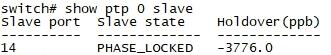 switch# show ptp 0 slave
Slave port  Slave state     Holdover(ppb)
----------  -----------     -------------
14          PHASE_LOCKED    -3776.0